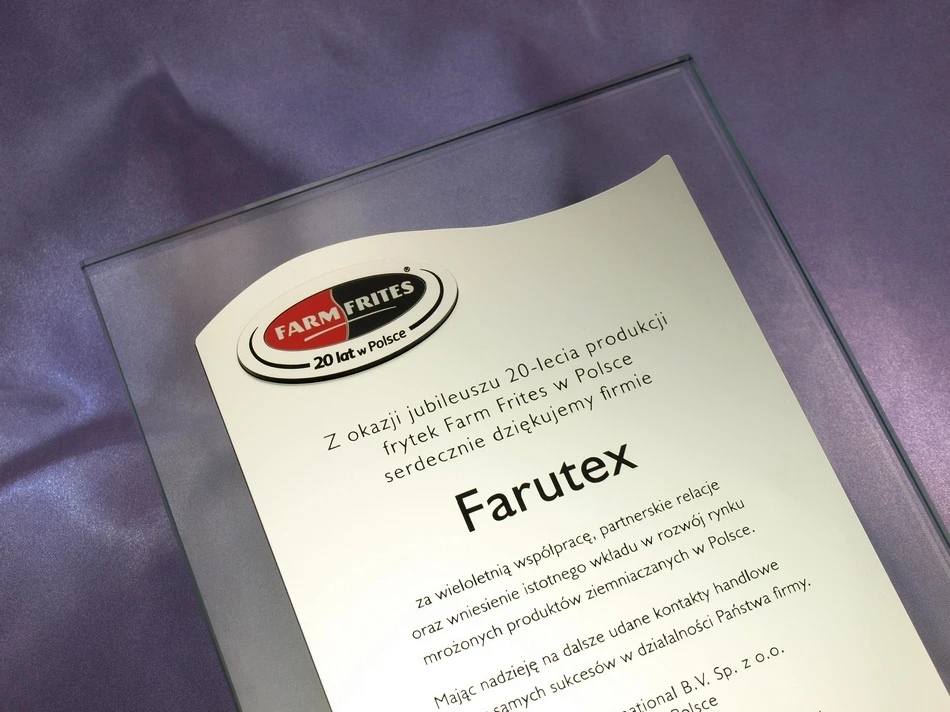 FARM FRITES®
20 lat w Polsce
Z okazji jubileuszu 20-lecia produkcji
frytek Farm Frites w Polsce
serdecznie dziękujemy firmie
Farutex
za wieloletnią współpracę, partnerskie relacje
oraz wniesienie istotnego wkładu w rozwój rynku
mrożonych produktów ziemniaczanych w Polsce.
Mając nadzieję na dalsze udane kontakty handlowe
samych sukcesów w działalności Państwa firmy.
national B.V. Sp. z o.o.
Polsce